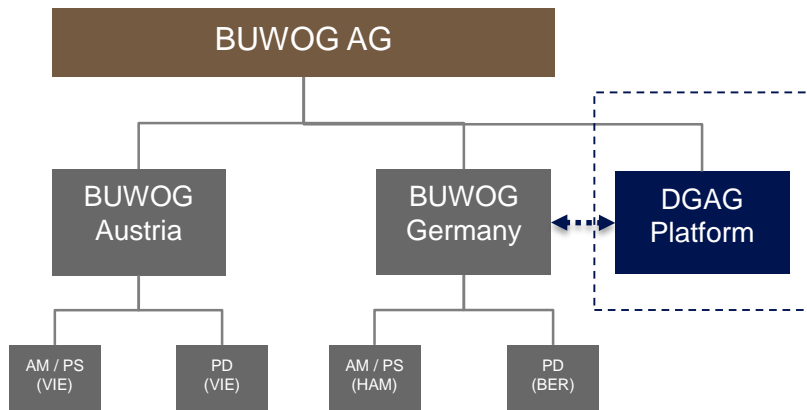 BUWOG AG
BUWOG
Austria
BUWOG
Germany
DGAG
Platform
AM / PS
(VIE)
PD
(VIE)
AM / PS
(HAM)
PD
(BER)